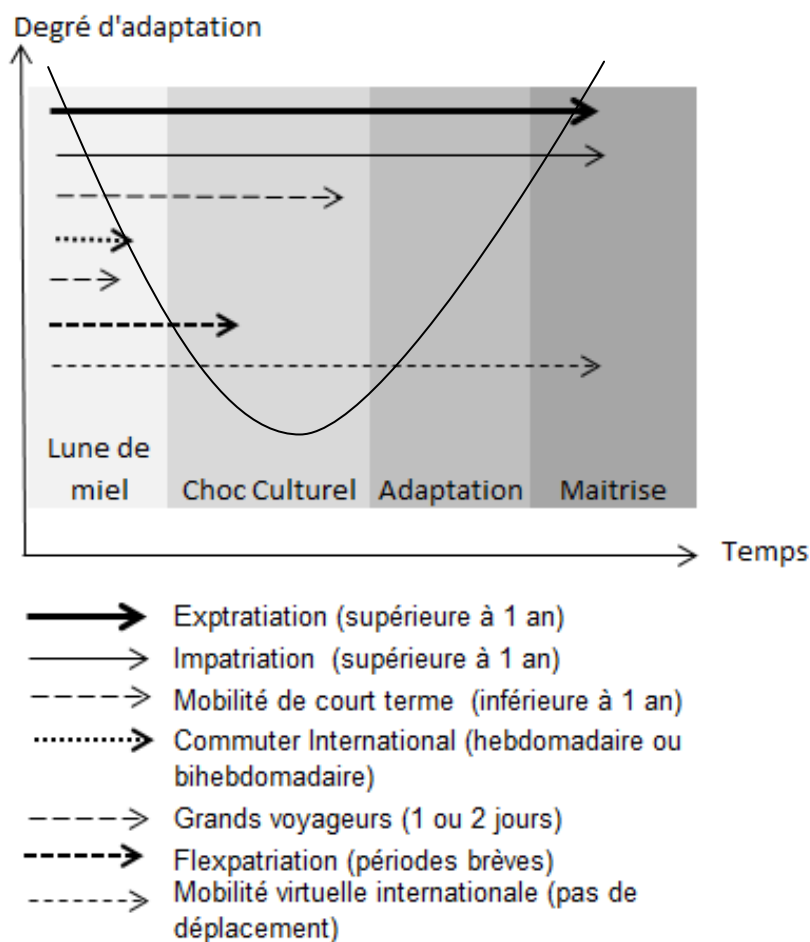 Degré d'adaptation
Lune de
miel
Choc Culturel
Adaptation
Maitrise
Temps
Exptratiation (supérieure à 1 an)
Impatriation (supérieure à 1 an)
Mobilité de court terme (inférieure à 1 an)
Commuter International (hebdomadaire ou
bihebdomadaire)
Grands voyageurs (1 ou 2 jours)
Flexpatriation (périodes brèves)
Mobilité virtuelle internationale (pas de
déplacement)